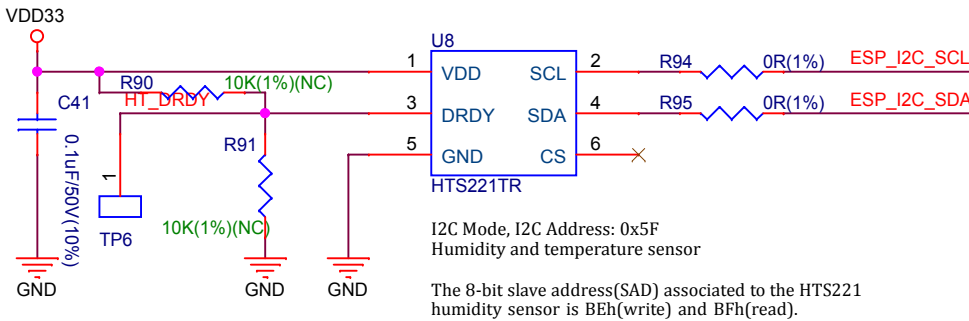 VDD33
U8
1
VDD
SCL
2
R94
0R(1%)
ESP_I2C_SCL
R90
10K(1%)(NC)
HT_DRDY
C41
0.1uF/50V(10%)
3
DRDY
SDA
4
R95
0R(1%)
ESP_I2C_SDA
R91
5
GND
CS
6
HTS221TR
1
TP6
10K(1%)(NC)
GND
GND
GND
I2C Mode, I2C Address: 0x5F
Humidity and temperature sensor
The 8-bit slave address(SAD) associated to the HTS221
humidity sensor is BEh(write) and BFh(read).